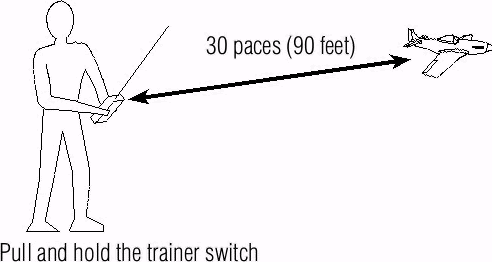 30 paces (90 feet)
Pull and hold the trainer switch